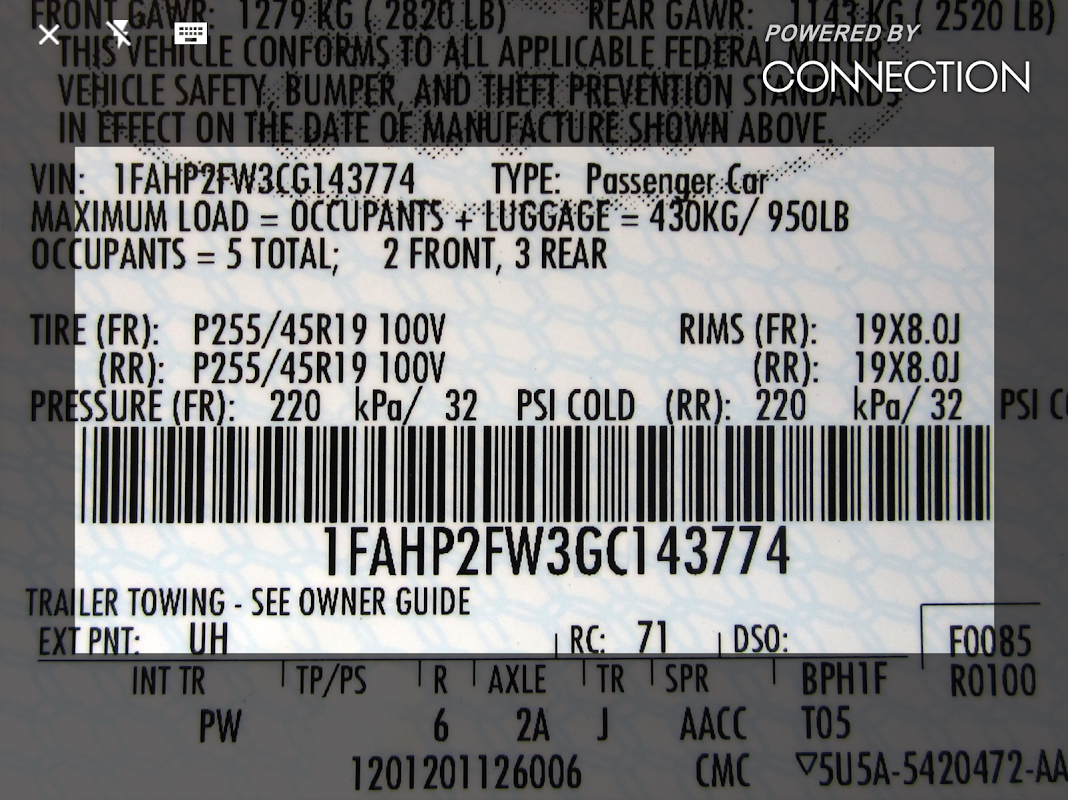 FRONT GAWR: 1279 KG ( 2820 LB) REAR GAWR: 1143 KG ( 2520 LB)
POWERED BY
CONNECTION
THIS VEHICLE CONFORMS TO ALL APPLICABLE FEDERAL MOTOR
VEHICLE SAFETY, BUMPER, AND THEFT PREVENTION STANDARDS
IN EFFECT ON THE DATE OF MANUFACTURE SHOWN ABOVE.
VIN: 1FAHP2FW3CG143774 TYPE: Passenger Car
MAXIMUM LOAD = OCCUPANTS + LUGGAGE = 430KG/ 950LB
OCCUPANTS = 5 TOTAL; 2 FRONT, 3 REAR
TIRE (FR): P255/45R19 100V RIMS (FR): 19X8.0J
(RR): P255/45R19 100V (RR): 19X8.0J
PRESSURE (FR): 220 kPa/ 32 PSI COLD (RR): 220 kPa/ 32 PSI C
1FAHP2FW3GC143774
TRAILER TOWING - SEE OWNER GUIDE
EXT PNT: UH RC: 71 DSO: F0085
INT TR TP/PS R AXLE TR SPR BPH1F R0100
PW 6 2A J AACC T05
1201201126006 CMC ▽5U5A-5420472-AA